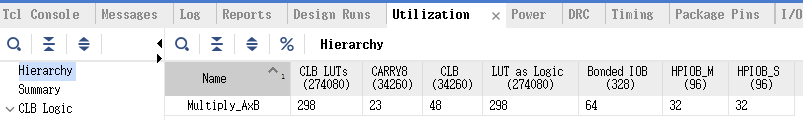 Tcl Console Messages Log Reports Design Runs Utilization × Power DRC Timing Package Pins I/O
% Hierarchy
Hierarchy
Summary
CLB Logic
Name 1 CLB LUTs (274080) CARRY8 (34260) CLB (34260) LUT as Logic (274080) Bonded IOB (328) HPIOB_M (96) HPIOB_S (96)
Multiply_AxB 298 23 48 298 64 32 32